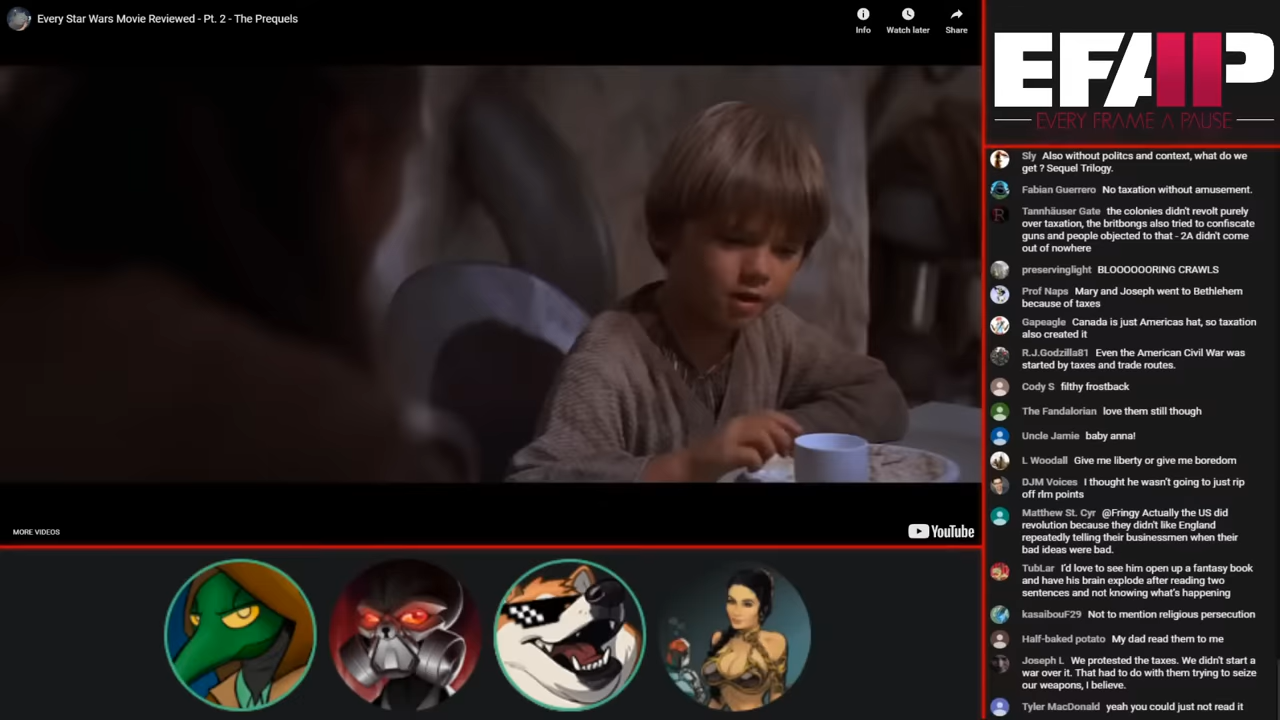 Every Star Wars Movie Reviewed - Pt. 2 - The Prequels
Info
Watch later
Share
EFAP
EVERY FRAME A PAUSE
Sly Also without politcs and context, what do we
get ? Sequel Trilogy.
Fabian Guerrero No taxation without amusement.
Tannhäuser Gate the colonies didn't revolt purely
over taxation, the britbongs also tried to confiscate
guns and people objected to that - 2A didn't come
out of nowhere
preservinglight BLOOOOOORING CRAWLS
Prof Naps Mary and Joseph went to Bethlehem
because of taxes
Gapeagle Canada is just Americas hat, so taxation
also created it
R.J.Godzilla81 Even the American Civil War was
started by taxes and trade routes.
Cody S filthy frostback
The Fandalorian love them still though
Uncle Jamie baby anna!
L Woodall Give me liberty or give me boredom
DJM Voices I thought he wasn't going to just rip
off rlm points
Matthew St. Cyr @Fringy Actually the US did
revolution because they didn't like England
repeatedly telling their businessmen when their
bad ideas were bad.
TubLar I'd love to see him open up a fantasy book
and have his brain explode after reading two
sentences and not knowing what's happening
kasaibouF29 Not to mention religious persecution
Half-baked potato My dad read them to me
Joseph L We protested the taxes. We didn't start a
war over it. That had to do with them trying to seize
our weapons, I believe.
Tyler MacDonald yeah you could just not read it
MORE VIDEOS
YouTube
R